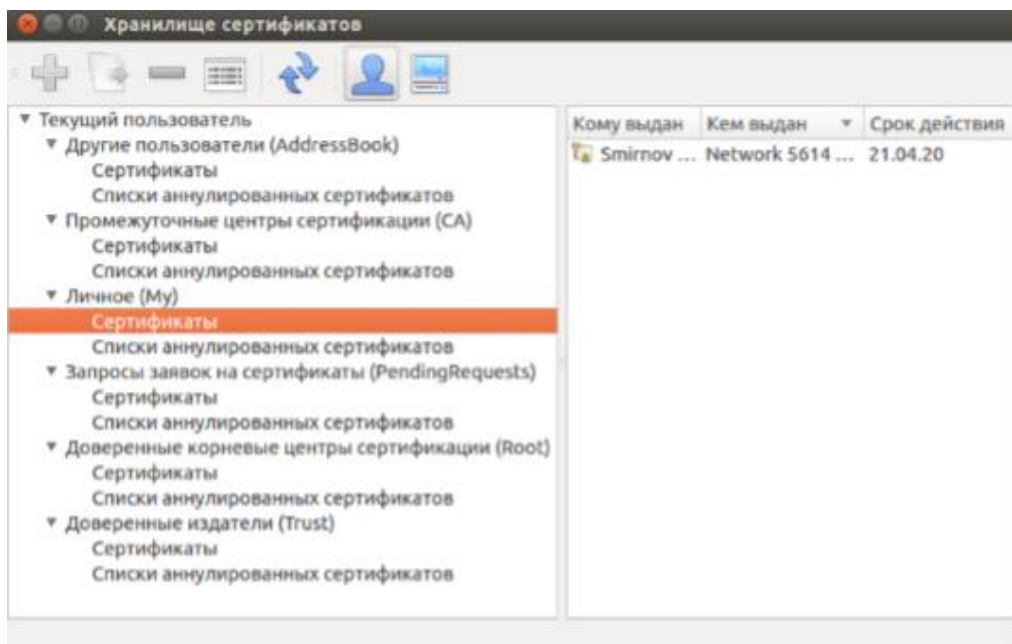 Хранилище сертификатов
Текущий пользователь
Другие пользователи (AddressBook)
Сертификаты
Списки аннулированных сертификатов
Промежуточные центры сертификации (CA)
Сертификаты
Списки аннулированных сертификатов
Личное (My)
Сертификаты
Списки аннулированных сертификатов
Запросы заявок на сертификаты (PendingRequests)
Сертификаты
Списки аннулированных сертификатов
Доверенные корневые центры сертификации (Root)
Сертификаты
Списки аннулированных сертификатов
Доверенные издатели (Trust)
Сертификаты
Списки аннулированных сертификатов
Кому выдан Кем выдан Срок действия
Smirnov ... Network 5614 ... 21.04.20